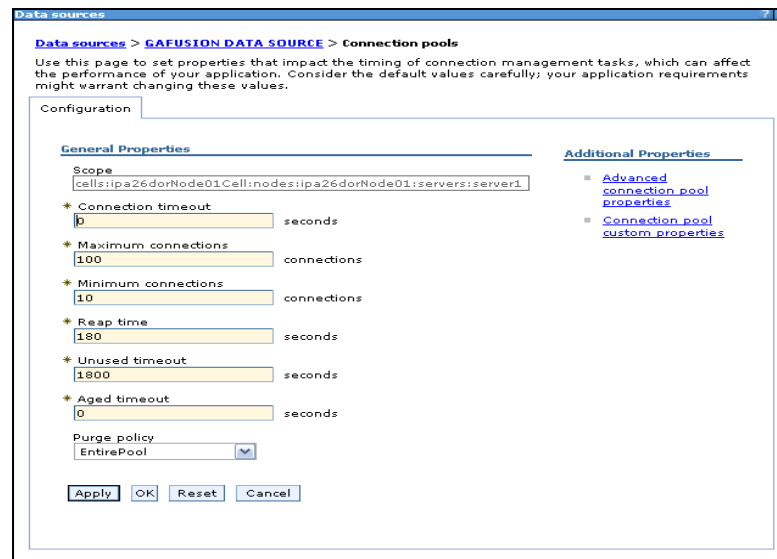 Data sources
?
Data sources > GAFUSION DATA SOURCE > Connection pools
Use this page to set properties that impact the timing of connection management tasks, which can affect
the performance of your application. Consider the default values carefully; your application requirements
might warrant changing these values.
Configuration
General Properties
Scope
cells:ipa26dorNode01Cell:nodes:ipa26dorNode01:servers:server1
* Connection timeout
0 seconds
* Maximum connections
100 connections
* Minimum connections
10 connections
* Reap time
180 seconds
* Unused timeout
1800 seconds
* Aged timeout
0 seconds
Purge policy
EntirePool
Apply OK Reset Cancel
Additional Properties
Advanced
connection pool
properties
Connection pool
custom properties